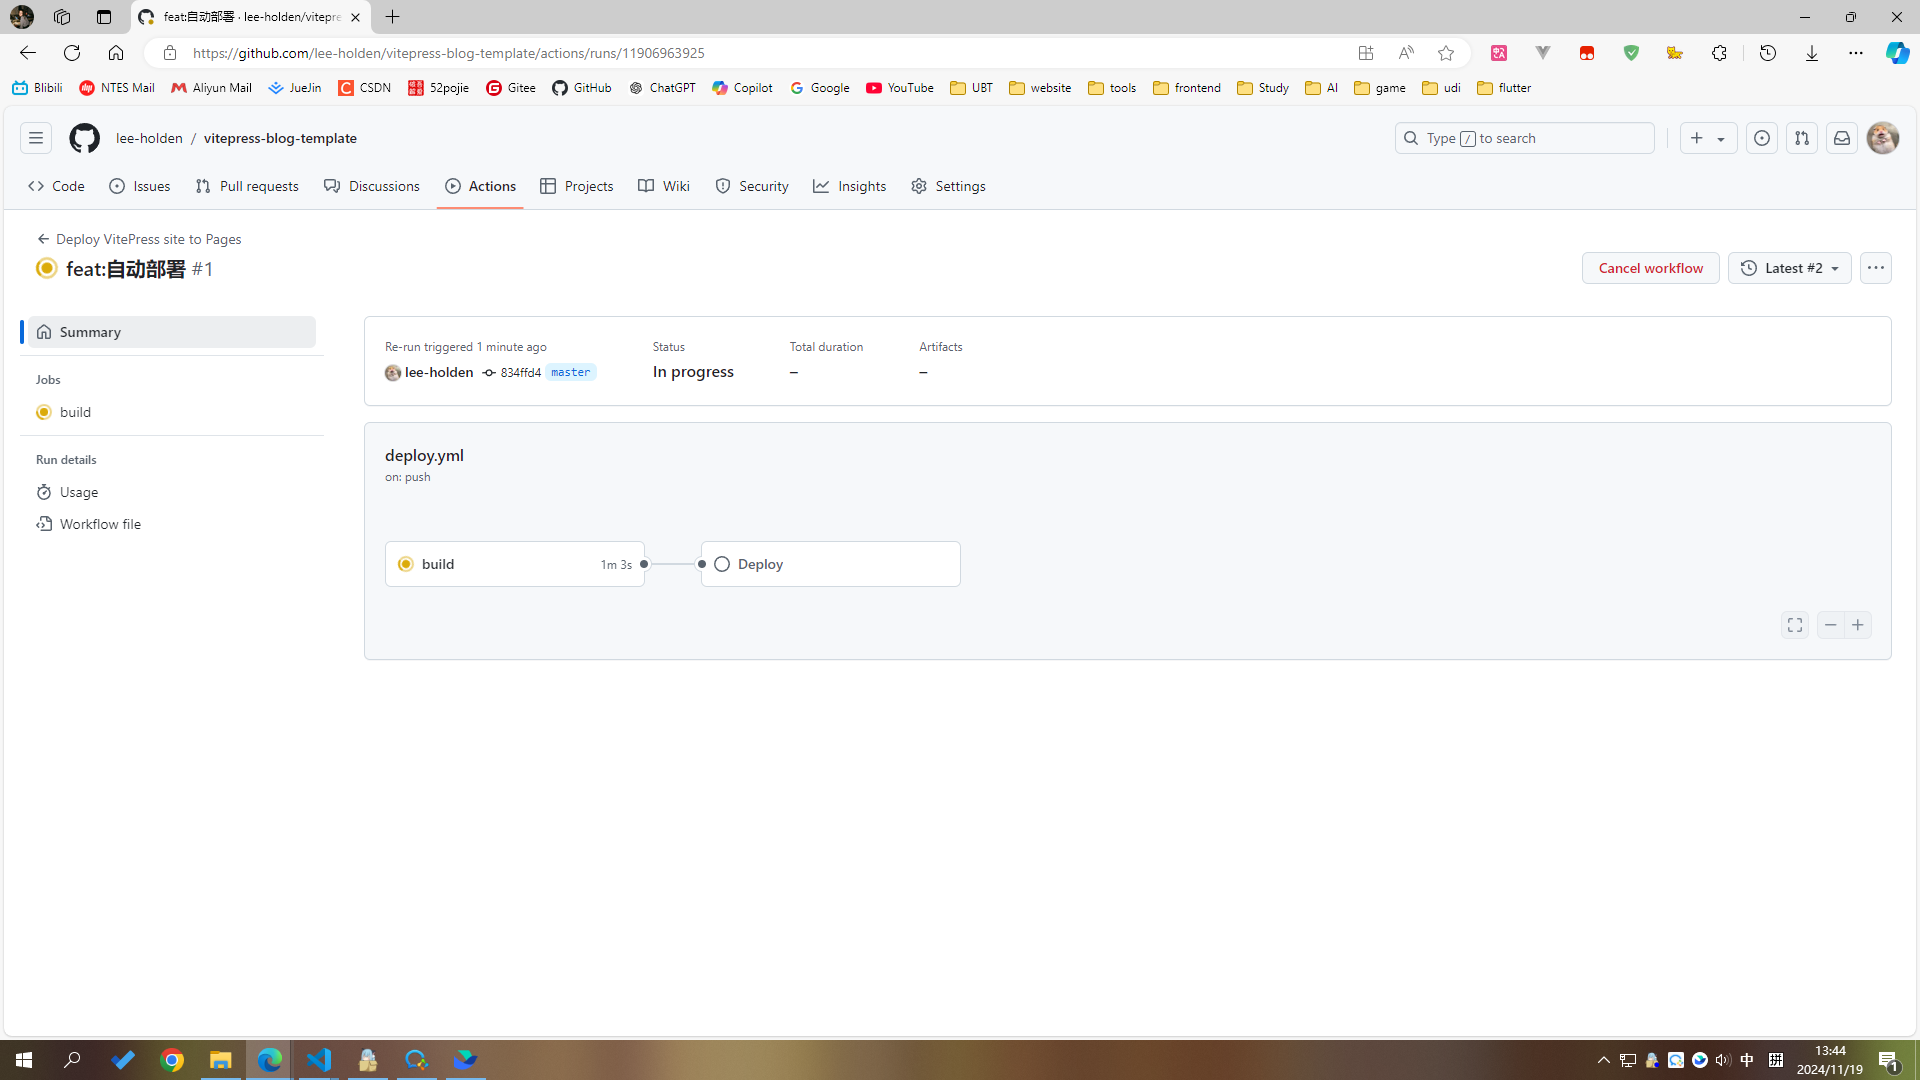 feat:自动部署 · lee-holden/vitepre
https://github.com/lee-holden/vitepress-blog-template/actions/runs/11906963925
Blibili NTES Mail Aliyun Mail JueJin CSDN 52pojie Gitee GitHub ChatGPT Copilot Google YouTube UBT website tools frontend Study AI game udi flutter
lee-holden / vitepress-blog-template Type / to search
Code Issues Pull requests Discussions Actions Projects Wiki Security Insights Settings
Deploy VitePress site to Pages
feat:自动部署 #1
Cancel workflow Latest #2
Summary
Jobs
build
Run details
Usage
Workflow file
Re-run triggered 1 minute ago Status Total duration Artifacts
lee-holden 834ffd4 master In progress – –
deploy.yml
on: push
build 1m 3s Deploy
中 拼 13:44
2024/11/19
1